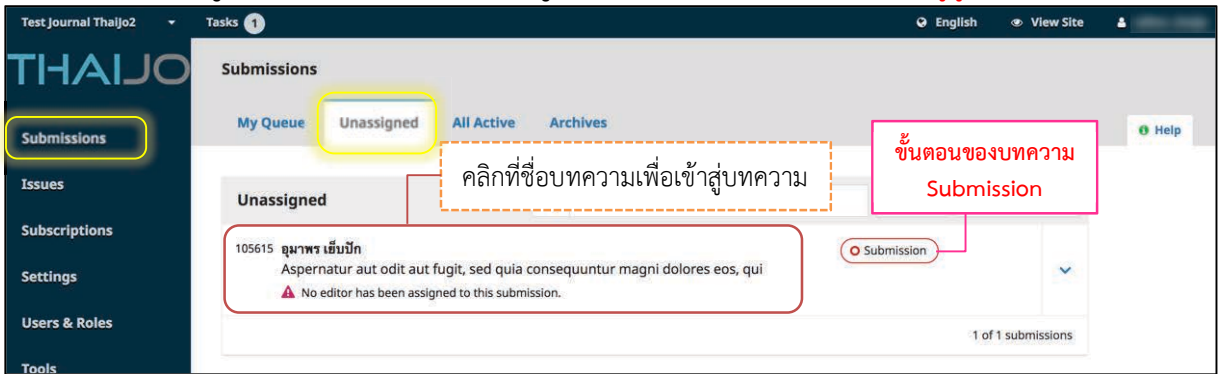 Test Journal ThaiJo2
Tasks 1
English
View Site
THAIJO
Submissions
My Queue
Unassigned
All Active
Archives
Help
Submissions
Issues
Subscriptions
Settings
Users & Roles
Tools
คลิกที่ชื่อบทความเพื่อเข้าสู่บทความ
ขั้นตอนของบทความ
Submission
Unassigned
105615 อุมาพร เย็บปัก
Aspernatur aut odit aut fugit, sed quia consequuntur magni dolores eos, qui
No editor has been assigned to this submission.
Submission
1 of 1 submissions